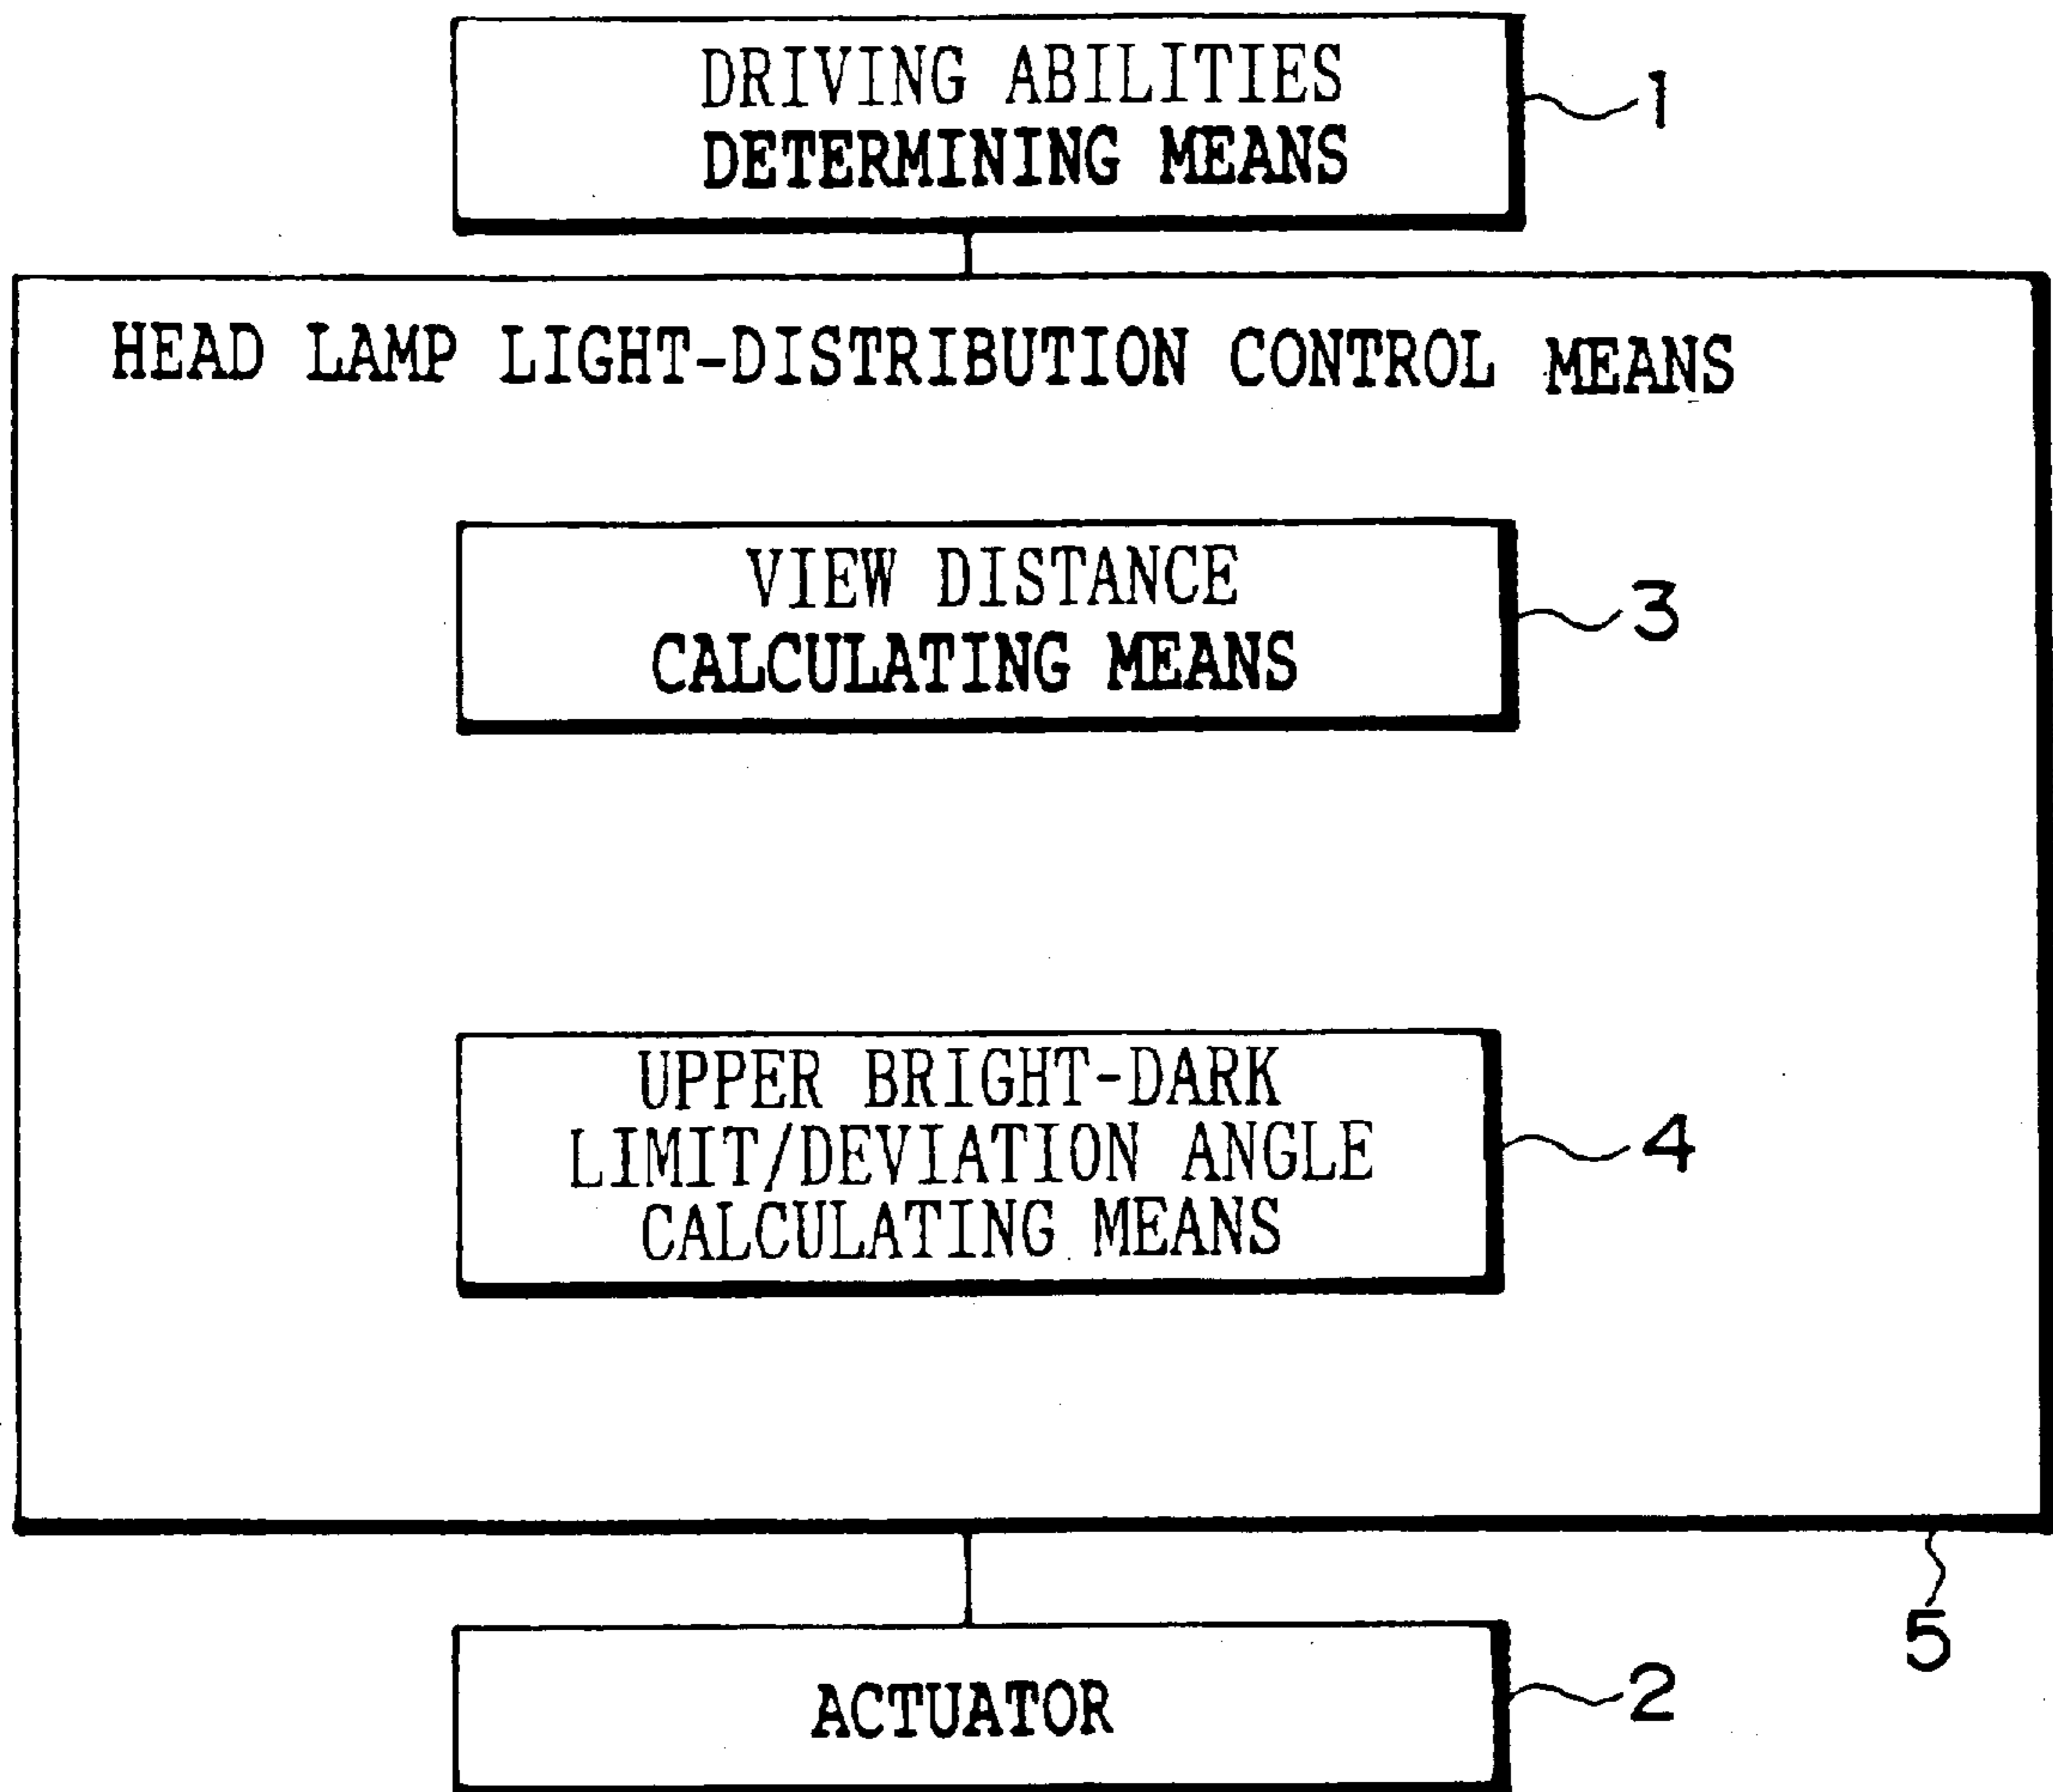 DRIVING ABILITIES
DETERMINING MEANS
1
HEAD LAMP LIGHT-DISTRIBUTION CONTROL MEANS
VIEW DISTANCE
CALCULATING MEANS
3
UPPER BRIGHT-DARK
LIMIT/DEVIATION ANGLE
CALCULATING MEANS
4
5
ACTUATOR
2